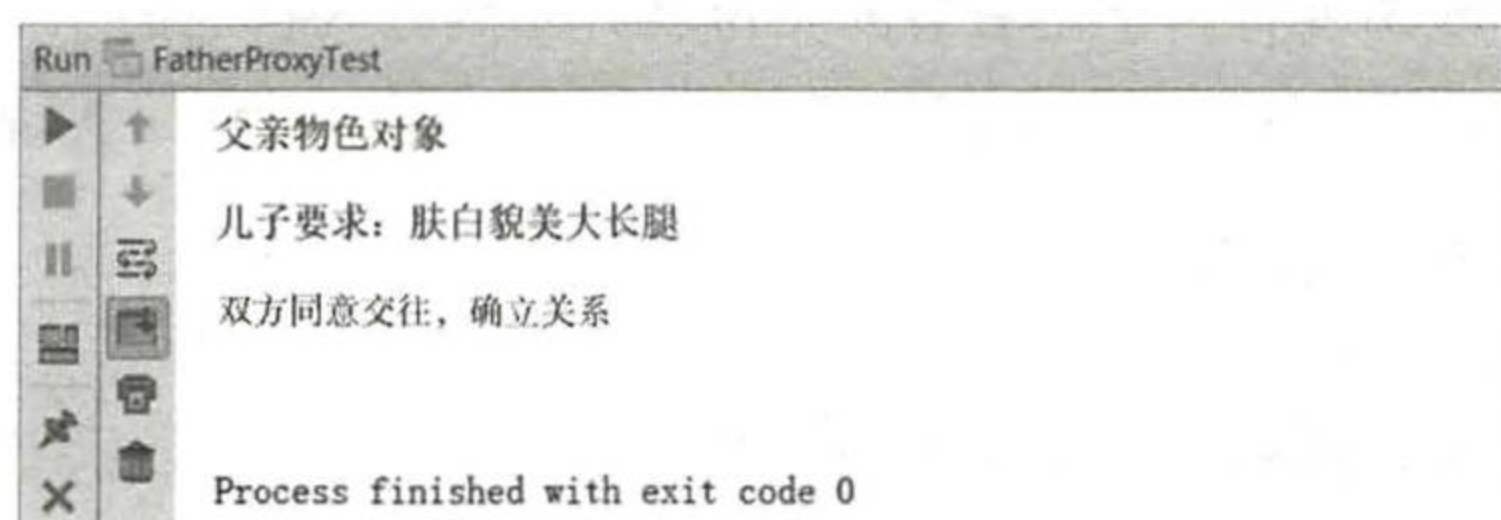 Run FatherProxyTest
父亲物色对象
儿子要求：肤白貌美大长腿
双方同意交往，确立关系
Process finished with exit code 0